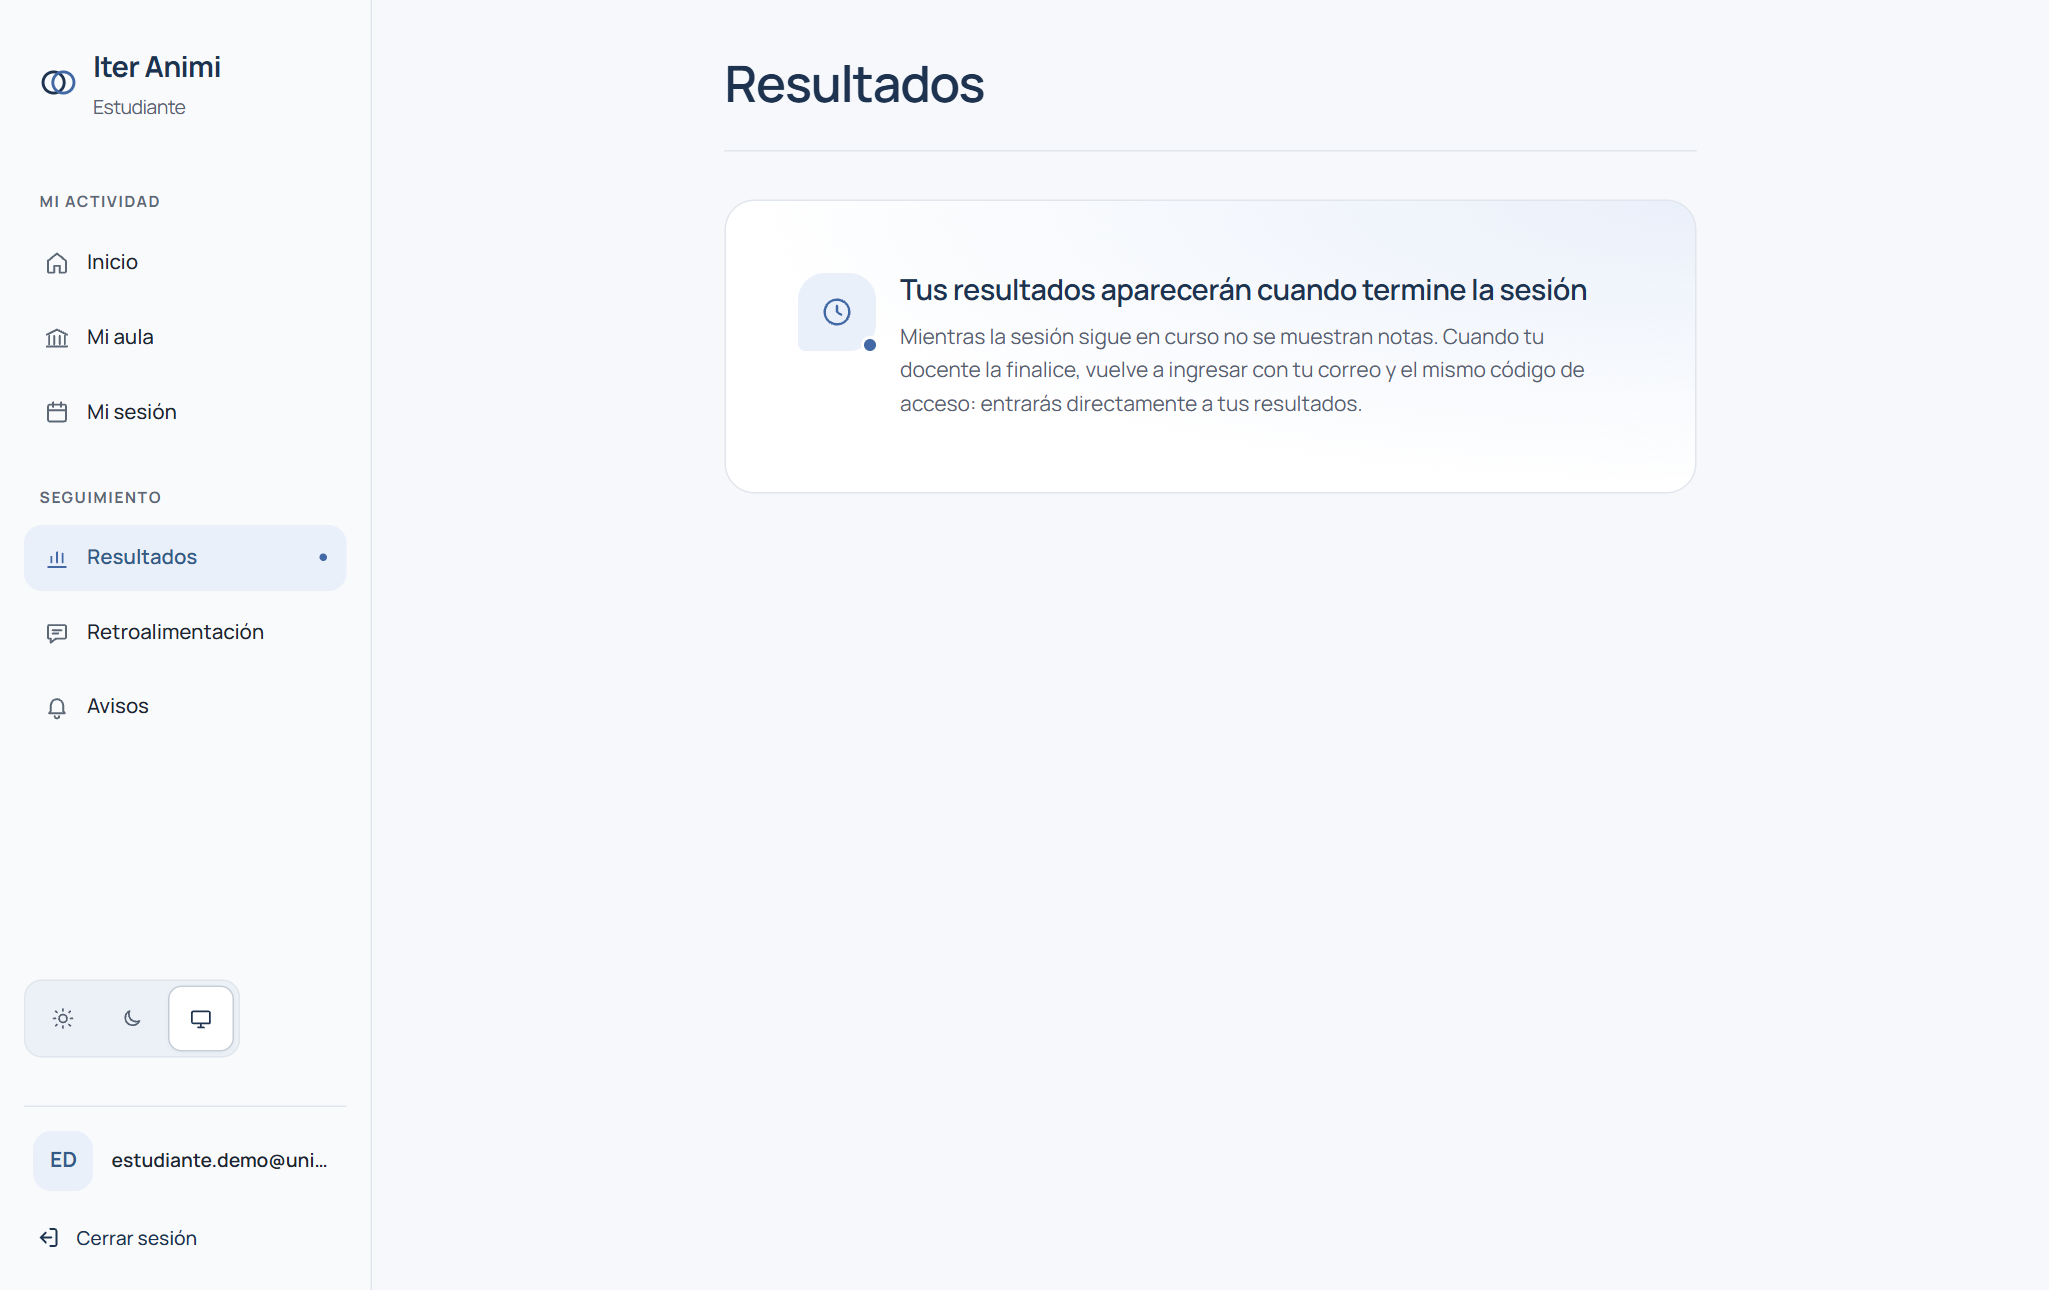 Iter Animi
Estudiante
MI ACTIVIDAD
Inicio
Mi aula
Mi sesión
SEGUIMIENTO
Resultados
Retroalimentación
Avisos
ED
estudiante.demo@uni...
Cerrar sesión
Resultados
Tus resultados aparecerán cuando termine la sesión
Mientras la sesión sigue en curso no se muestran notas. Cuando tu
docente la finalice, vuelve a ingresar con tu correo y el mismo código de
acceso: entrarás directamente a tus resultados.